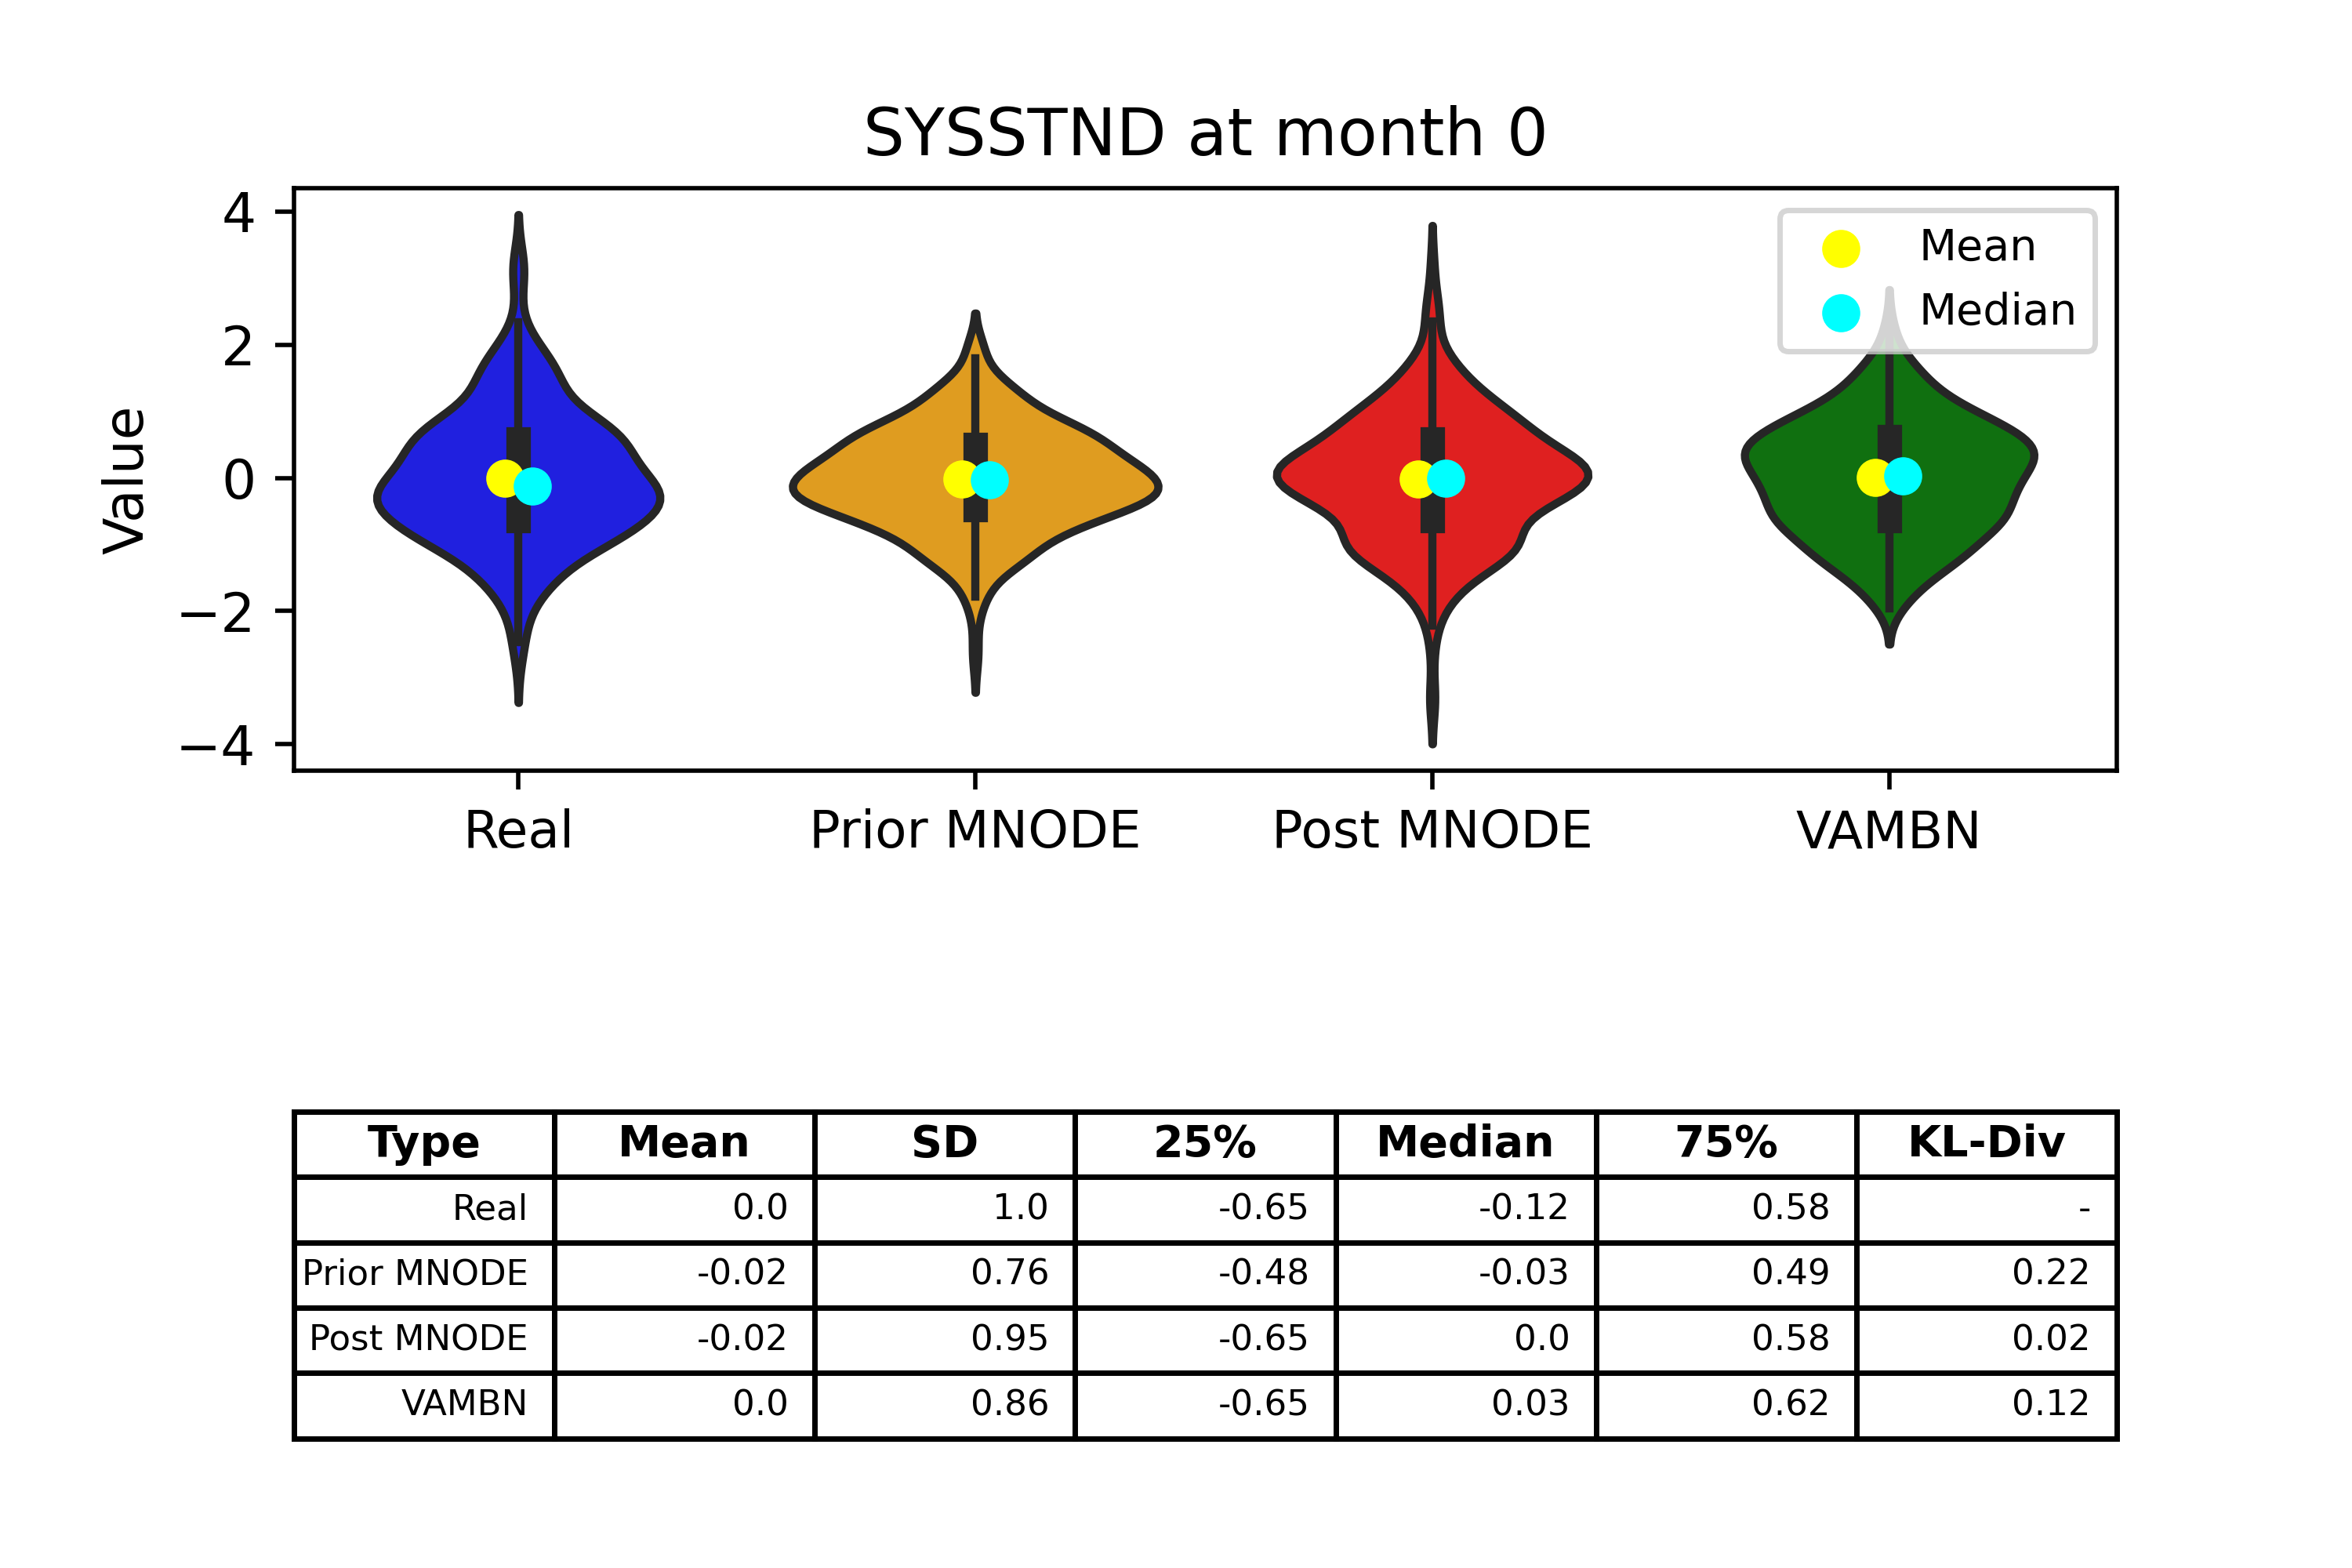 SYSSTND at month 0
4
2
0
−2
−4
Value
Mean
Median
Real Prior MNODE Post MNODE VAMBN
Type Mean SD 25% Median 75% KL-Div
Real 0.0 1.0 -0.65 -0.12 0.58 -
Prior MNODE -0.02 0.76 -0.48 -0.03 0.49 0.22
Post MNODE -0.02 0.95 -0.65 0.0 0.58 0.02
VAMBN 0.0 0.86 -0.65 0.03 0.62 0.12